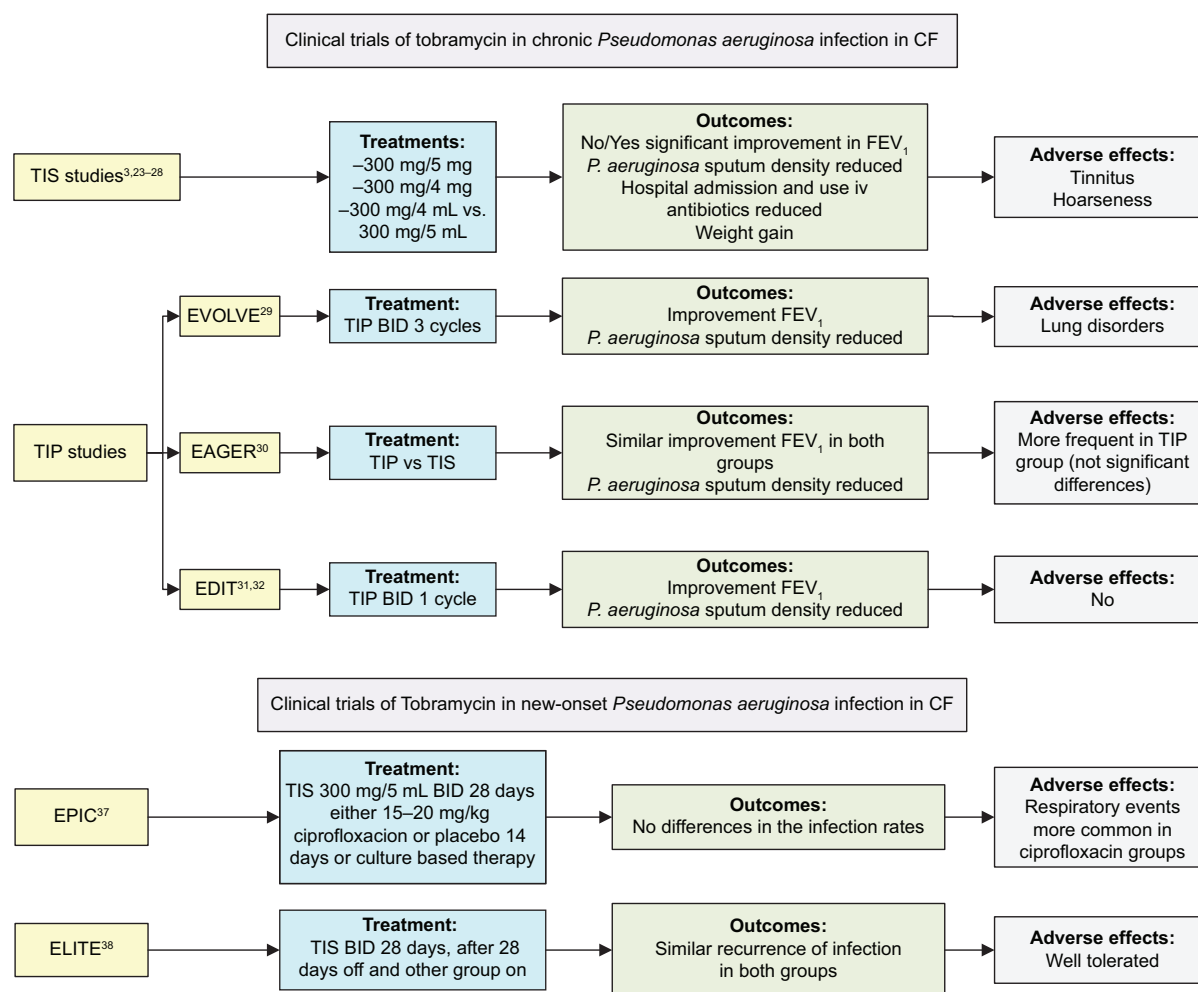 Clinical trials of tobramycin in chronic Pseudomonas aeruginosa infection in CF
TIS studies3,23–28
Treatments:
–300 mg/5 mg
–300 mg/4 mg
–300 mg/4 mL vs.
300 mg/5 mL
Outcomes:
No/Yes significant improvement in FEV1
P. aeruginosa sputum density reduced
Hospital admission and use iv
antibiotics reduced
Weight gain
Adverse effects:
Tinnitus
Hoarseness
TIP studies
EVOLVE29
Treatment:
TIP BID 3 cycles
Outcomes:
Improvement FEV1
P. aeruginosa sputum density reduced
Adverse effects:
Lung disorders
EAGER30
Treatment:
TIP vs TIS
Outcomes:
Similar improvement FEV1 in both
groups
P. aeruginosa sputum density reduced
Adverse effects:
More frequent in TIP
group (not significant
differences)
EDIT31,32
Treatment:
TIP BID 1 cycle
Outcomes:
Improvement FEV1
P. aeruginosa sputum density reduced
Adverse effects:
No
Clinical trials of Tobramycin in new-onset Pseudomonas aeruginosa infection in CF
EPIC37
Treatment:
TIS 300 mg/5 mL BID 28 days
either 15–20 mg/kg
ciprofloxacion or placebo 14
days or culture based therapy
Outcomes:
No differences in the infection rates
Adverse effects:
Respiratory events
more common in
ciprofloxacin groups
ELITE38
Treatment:
TIS BID 28 days, after 28
days off and other group on
Outcomes:
Similar recurrence of infection
in both groups
Adverse effects:
Well tolerated